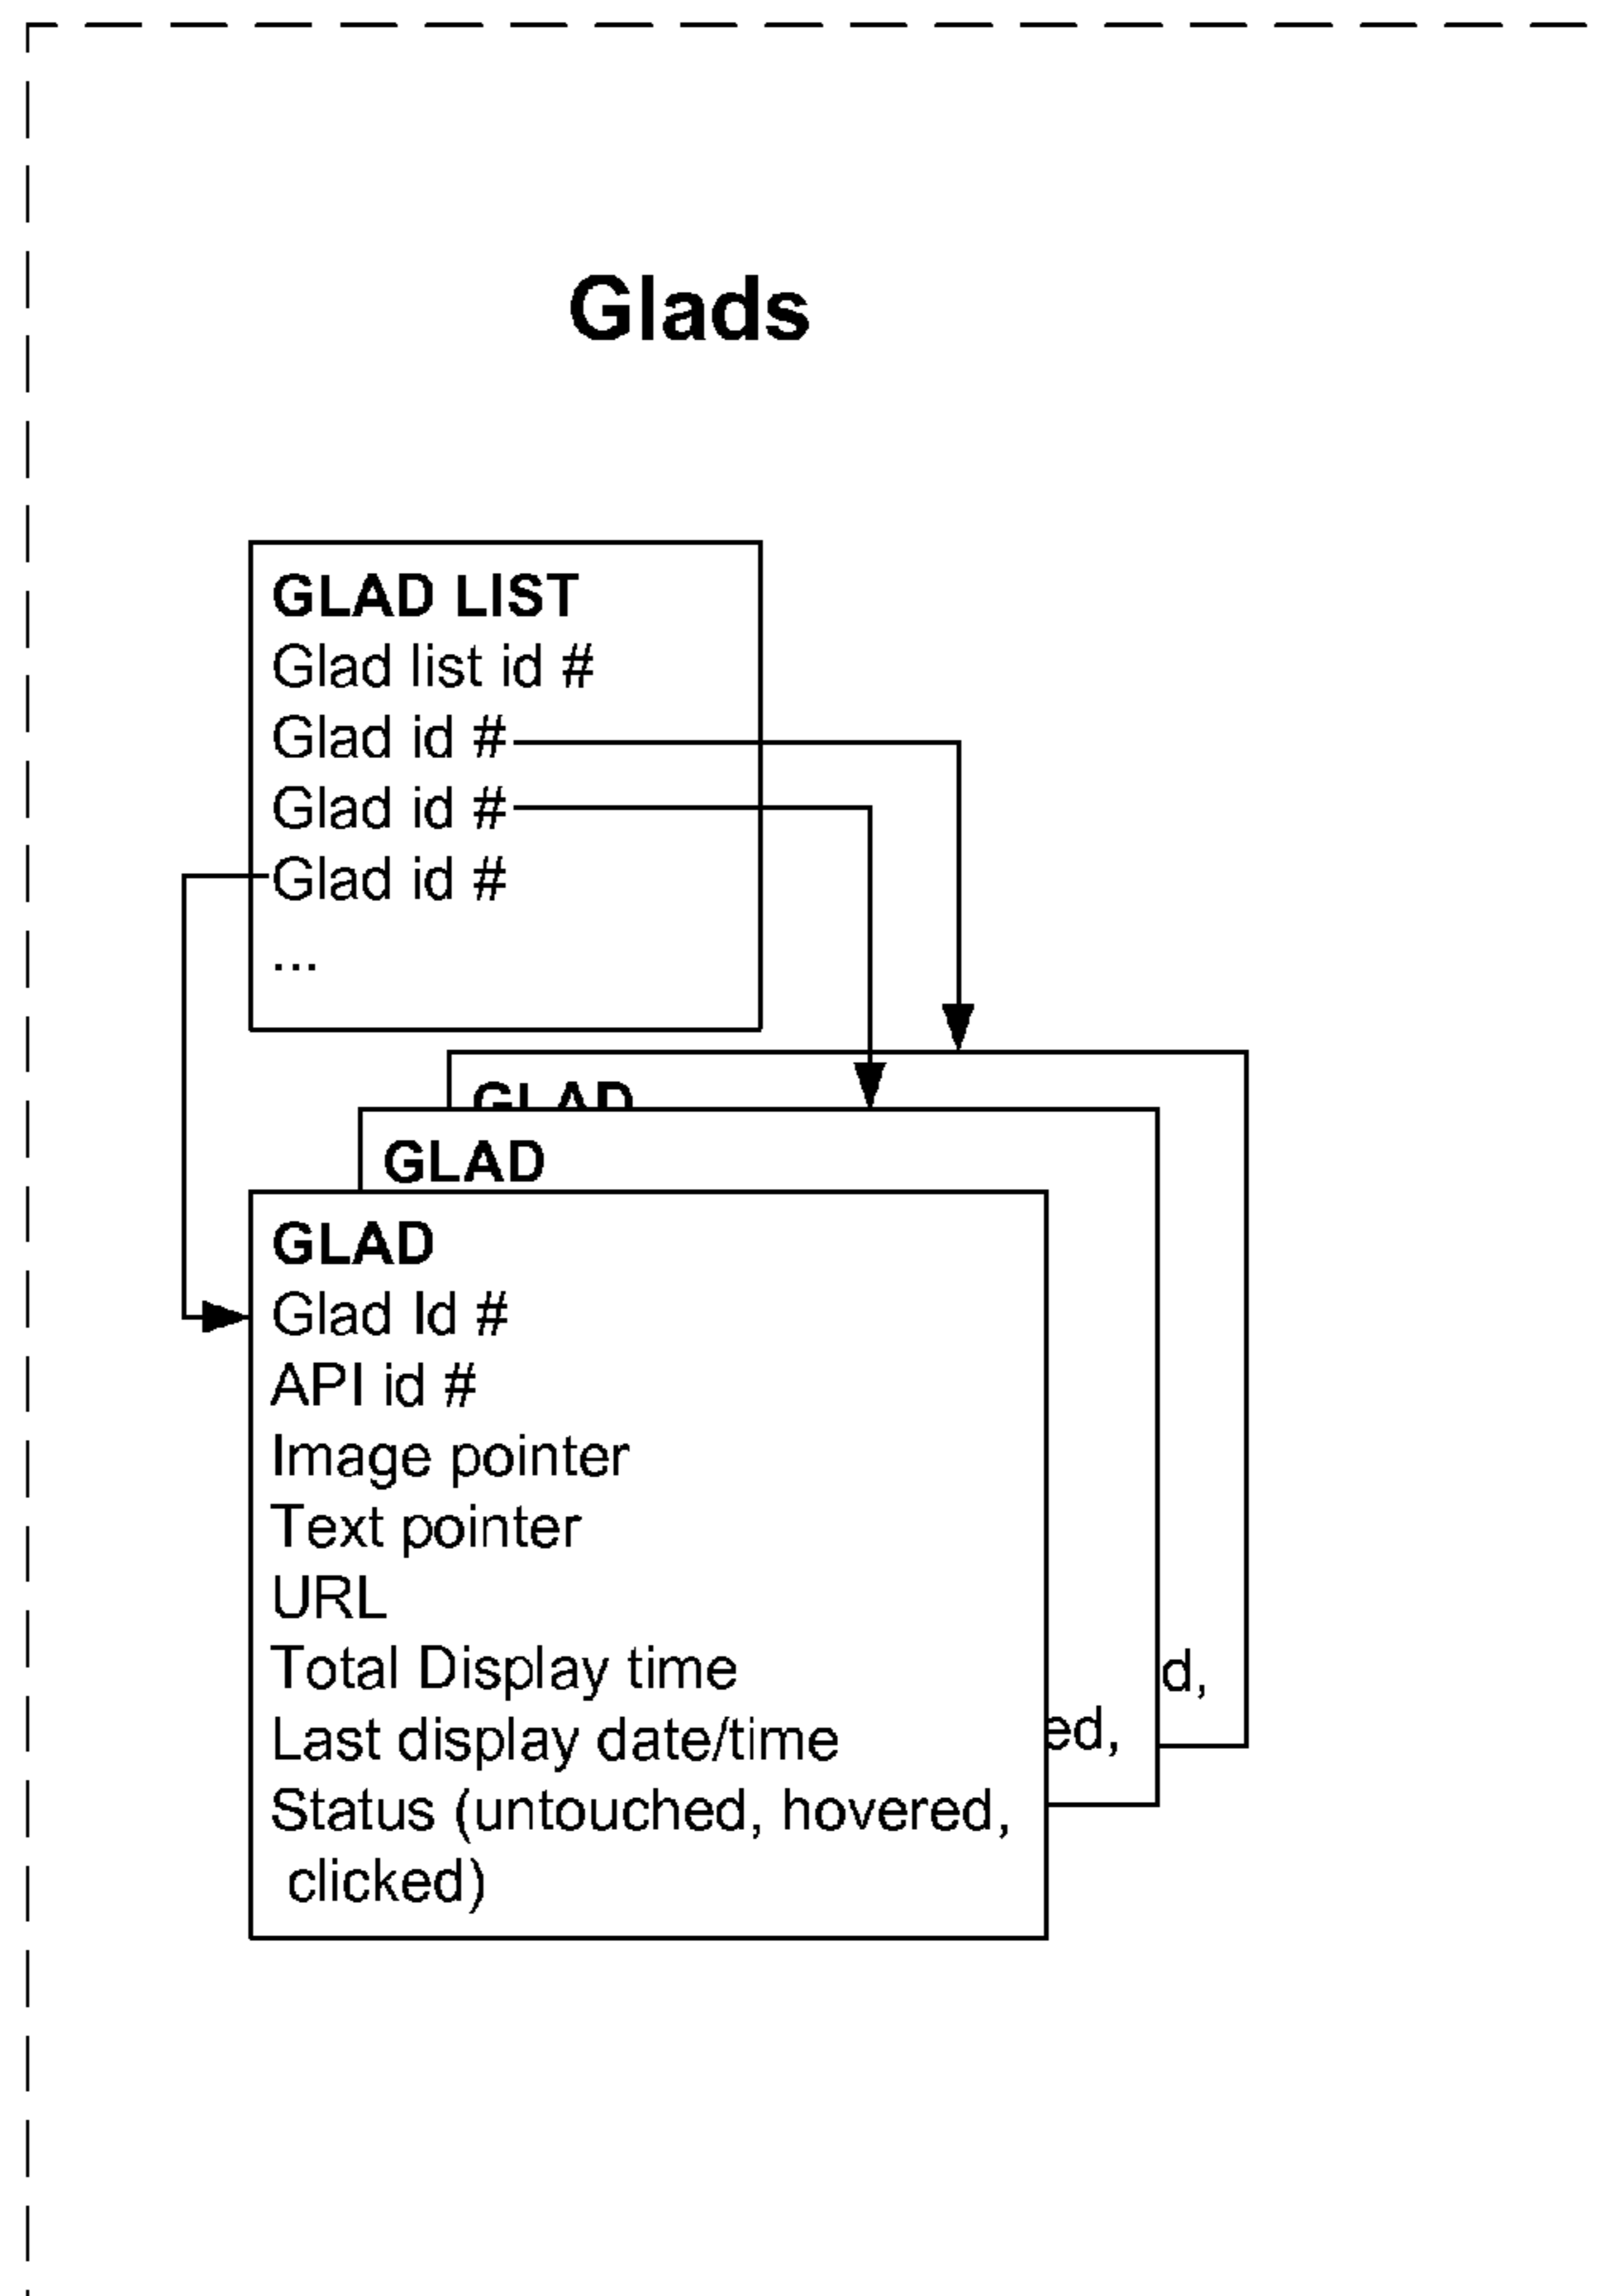 Glads
GLAD LIST
Glad list id #
Glad id #
Glad id #
Glad id #
...
GLAD
GLAD
GLAD
Glad Id #
API id #
Image pointer
Text pointer
URL
Total Display time
Last display date/time
Status (untouched, hovered,
clicked)
d,
ed,